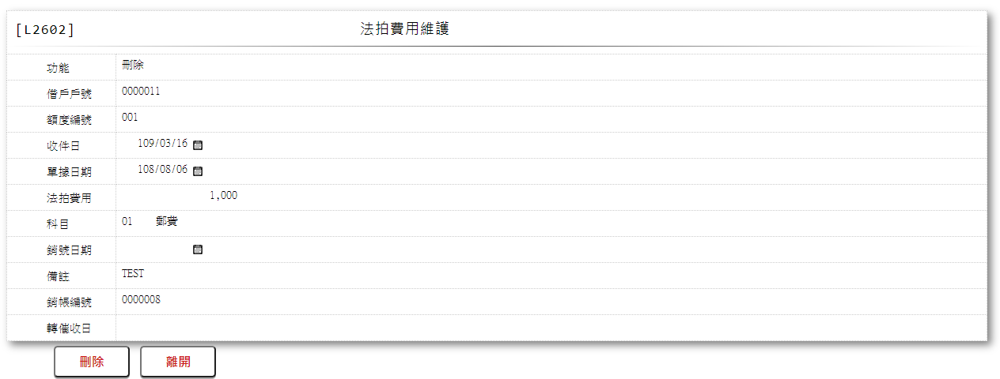 [L2602] 法拍費用維護
功能 刪除
借戶戶號 0000011
額度編號 001
收件日 109/03/16
單據日期 108/08/06
法拍費用 1,000
科目 01 郵費
銷號日期
備註 TEST
銷帳編號 0000008
轉催收日
刪除 離開